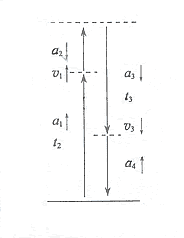 a₂
v₁
a₁
t₂
a₃
t₃
v₃
a₄